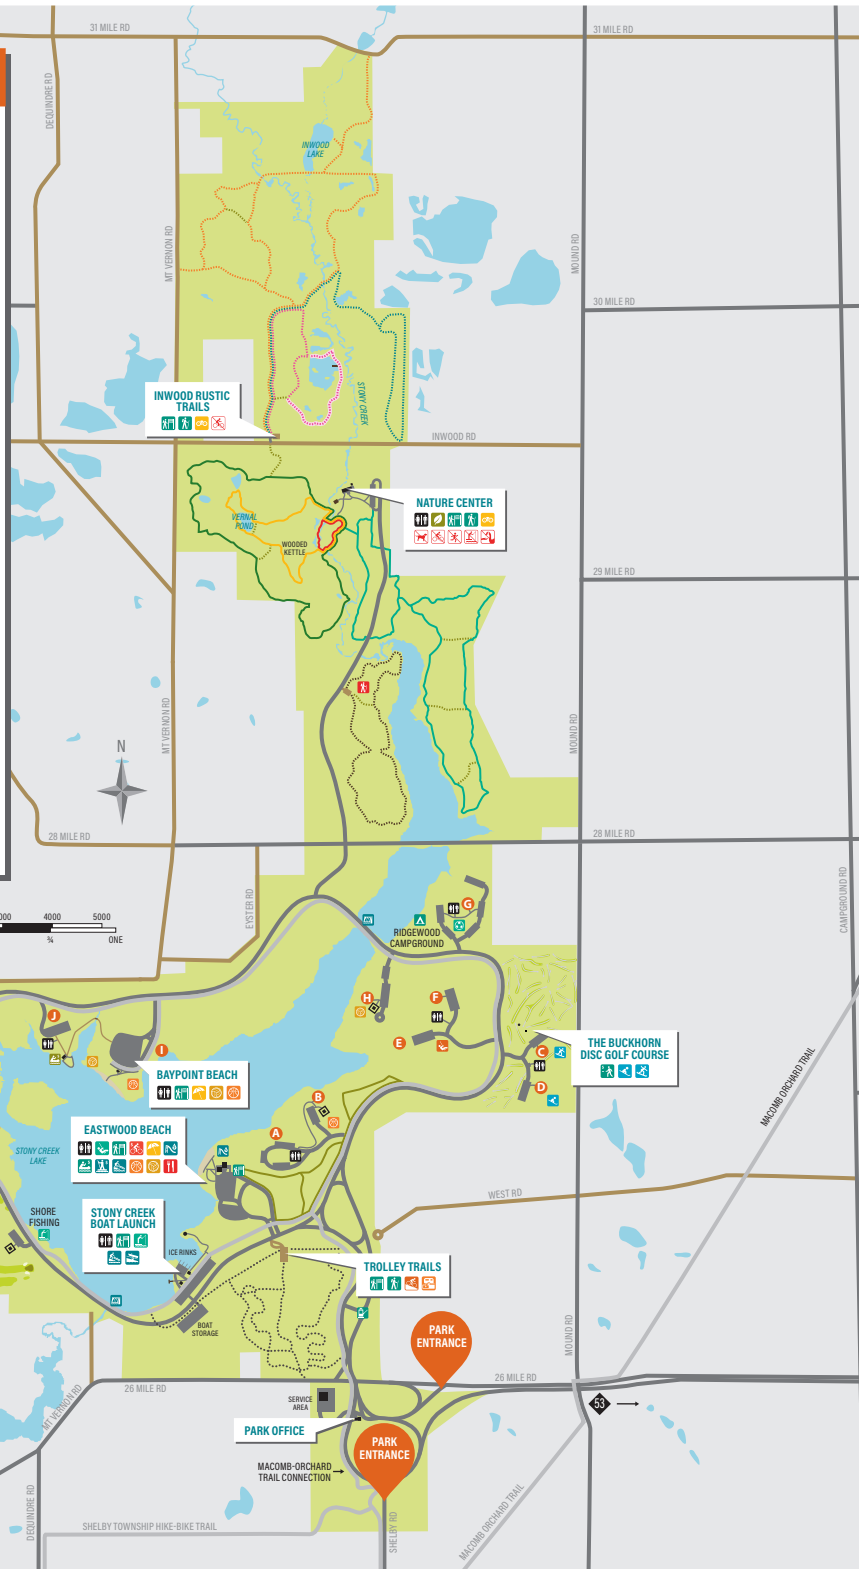 31 MILE RD
31 MILE RD
DEQUINDRE RD
INWOOD
LAKE
MT VERNON RD
MOUND RD
30 MILE RD
INWOOD RUSTIC
TRAILS
STONY CREEK
INWOOD RD
NATURE CENTER
VERNAL
POND
WOODED
KETTLE
29 MILE RD
MT VERNON RD
MOUND RD
N
28 MILE RD
28 MILE RD
EYSTER RD
CAMPGROUND RD
000 4000 5000
¾ ONE
G
RIDGEWOOD
CAMPGROUND
H
F
J
E
I
C
THE BUCKHORN
DISC GOLF COURSE
BAYPOINT BEACH
D
MACOMB ORCHARD TRAIL
B
EASTWOOD BEACH
A
STONY CREEK
LAKE
WEST RD
SHORE
FISHING
STONY CREEK
BOAT LAUNCH
ICE RINKS
TROLLEY TRAILS
BOAT
STORAGE
PARK
ENTRANCE
MOUND RD
26 MILE RD
26 MILE RD
MT VERNON RD
SERVICE
AREA
53
PARK OFFICE
PARK
ENTRANCE
MACOMB-ORCHARD
TRAIL CONNECTION
DEQUINDRE RD
SHELBY TOWNSHIP HIKE-BIKE TRAIL
SHELBY RD
MACOMB ORCHARD TRAIL